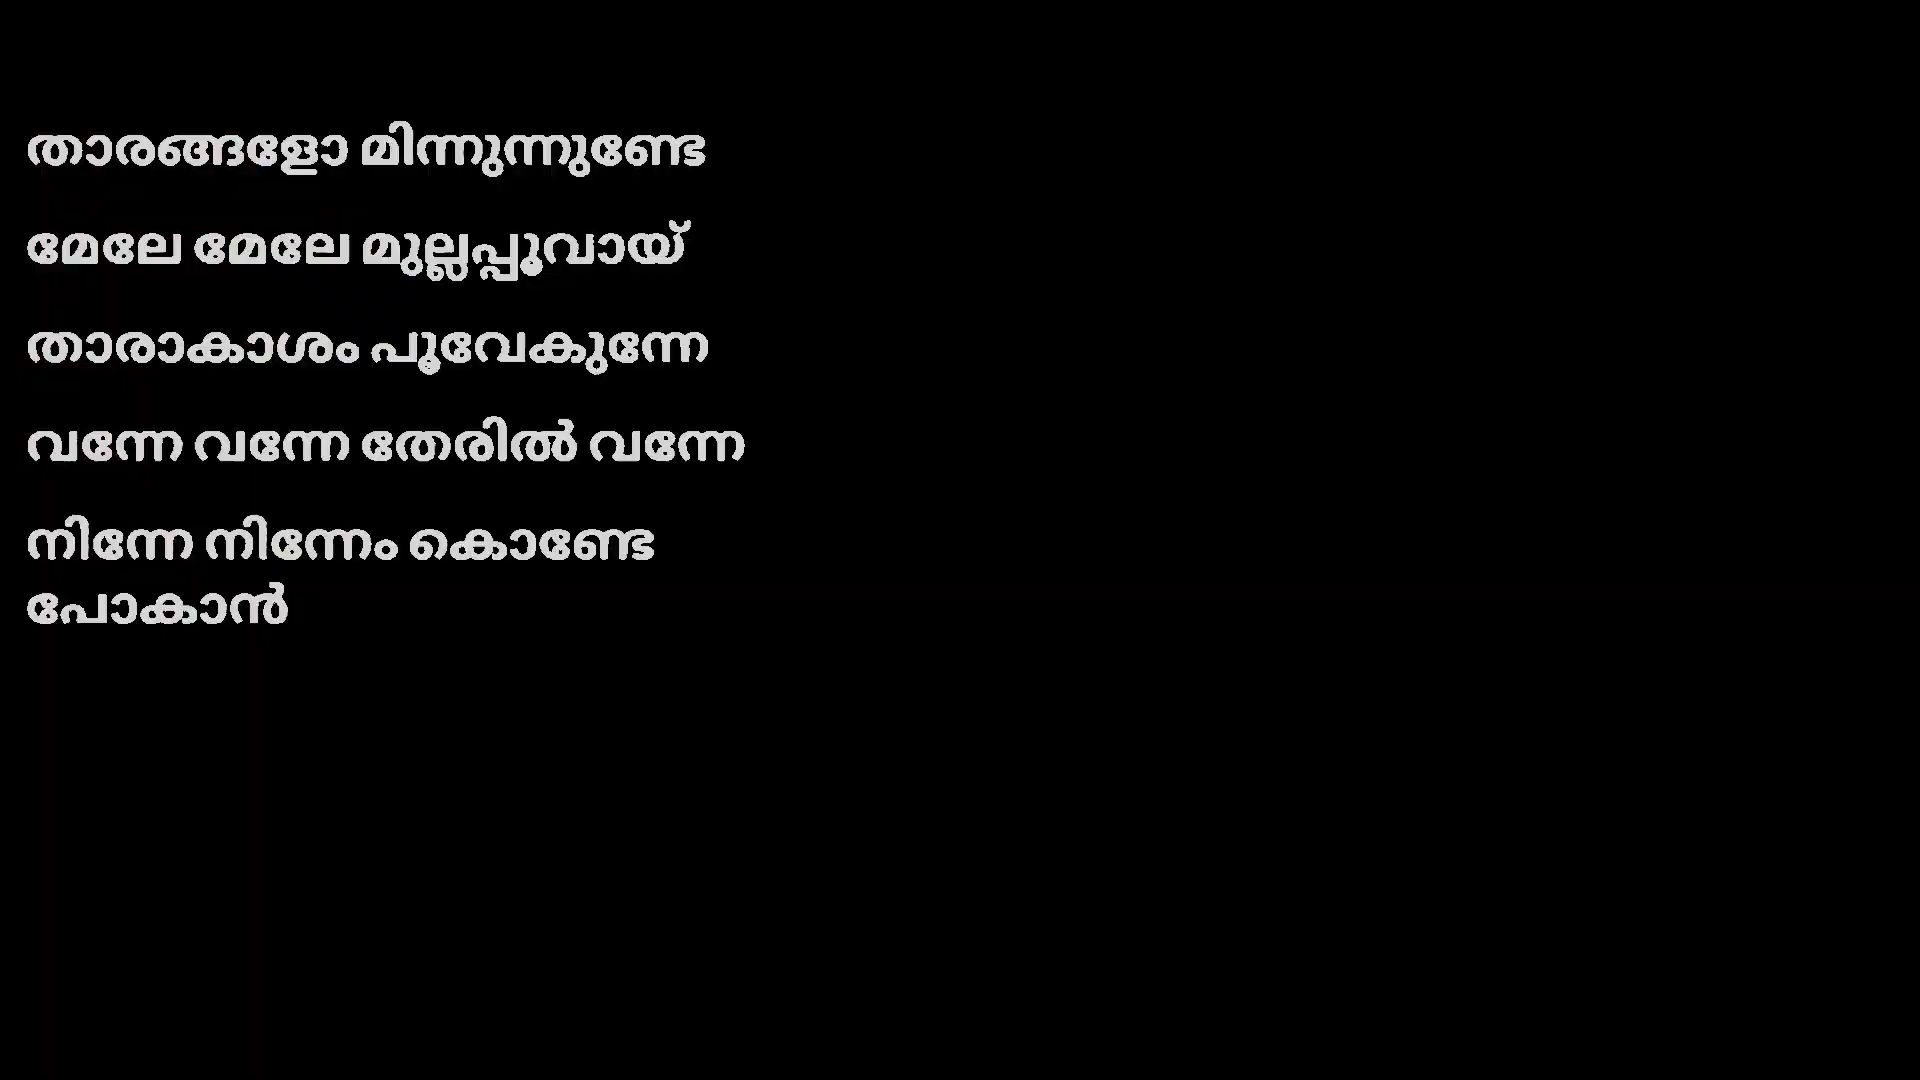 താരങ്ങളോ മിന്നുന്നുണ്ടേ
മേലേ മേലേ മുല്ലപ്പൂവായ്
താരാകാശം പൂവേകുന്നേ
വന്നേ വന്നേ തേരിൽ വന്നേ
നിന്നേ നിന്നേം കൊണ്ടേ
പോകാൻ